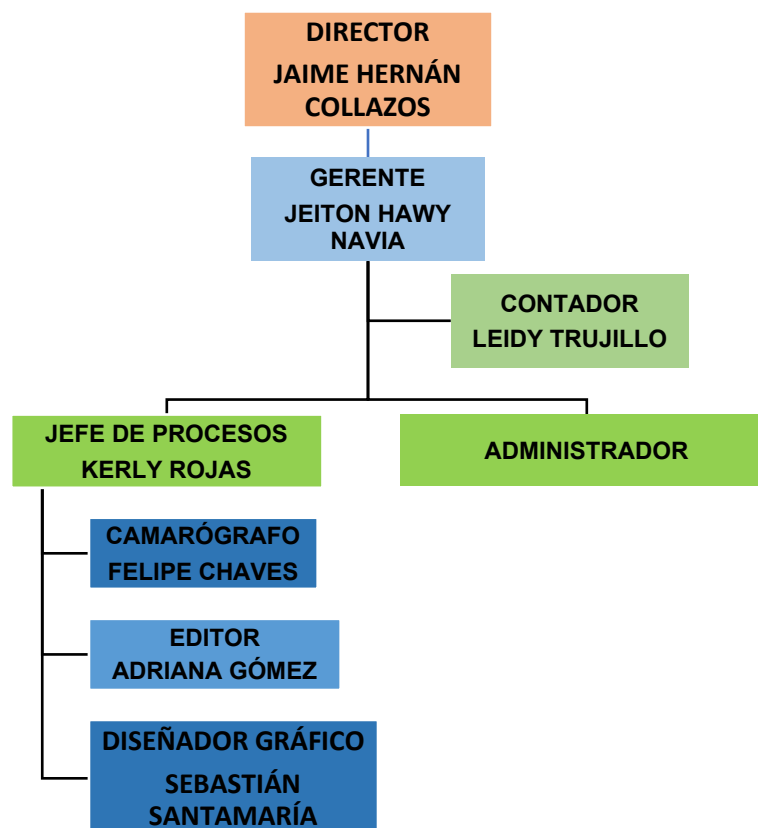 DIRECTOR
JAIME HERNÁN
COLLAZOS
GERENTE
JEITON HAWY
NAVIA
CONTADOR
LEIDY TRUJILLO
JEFE DE PROCESOS
KERLY ROJAS
ADMINISTRADOR
CAMARÓGRAFO
FELIPE CHAVES
EDITOR
ADRIANA GÓMEZ
DISEÑADOR GRÁFICO
SEBASTIÁN
SANTAMARÍA